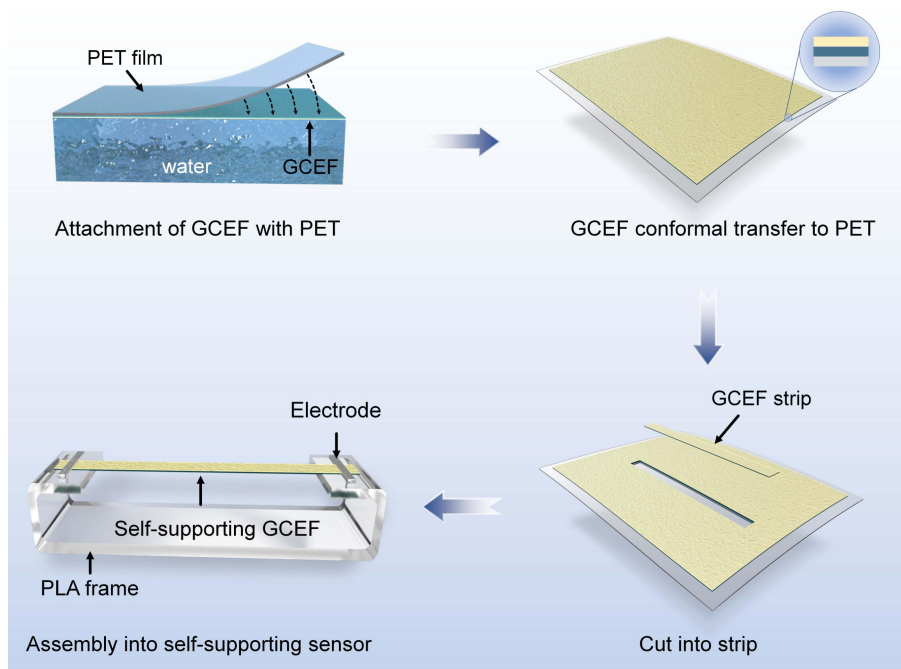 PET film
water
GCEF
Attachment of GCEF with PET
GCEF conformal transfer to PET
GCEF strip
Cut into strip
Electrode
Self-supporting GCEF
PLA frame
Assembly into self-supporting sensor